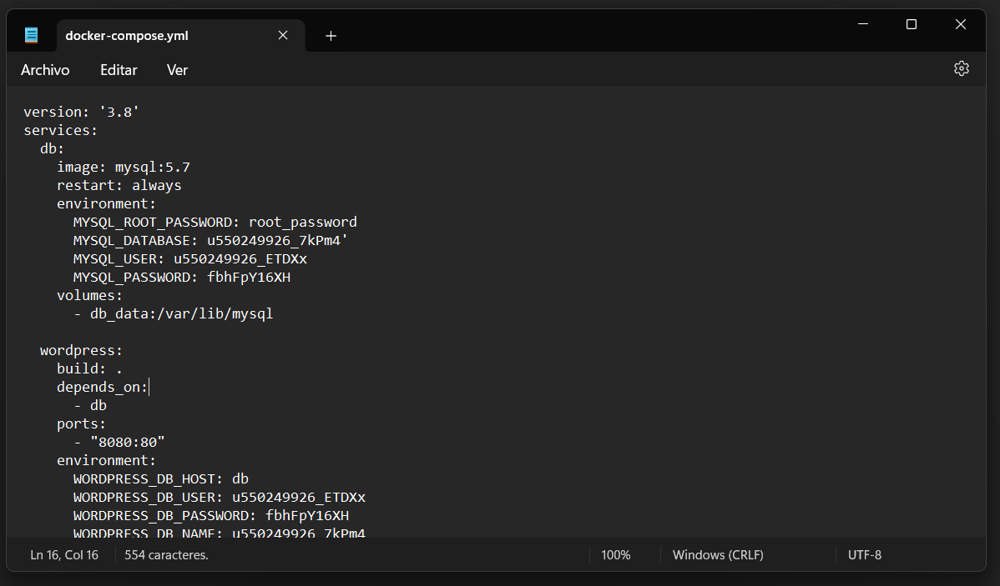 docker-compose.yml
Archivo Editar Ver
version: '3.8'
services:
  db:
    image: mysql:5.7
    restart: always
    environment:
      MYSQL_ROOT_PASSWORD: root_password
      MYSQL_DATABASE: u550249926_7kPm4'
      MYSQL_USER: u550249926_ETDXx
      MYSQL_PASSWORD: fbhFpY16XH
    volumes:
      - db_data:/var/lib/mysql

  wordpress:
    build: .
    depends_on:
      - db
    ports:
      - "8080:80"
    environment:
      WORDPRESS_DB_HOST: db
      WORDPRESS_DB_USER: u550249926_ETDXx
      WORDPRESS_DB_PASSWORD: fbhFpY16XH
      WORDPRESS_DB_NAME: u550249926_7kPm4
Ln 16, Col 16 554 caracteres. 100% Windows (CRLF) UTF-8